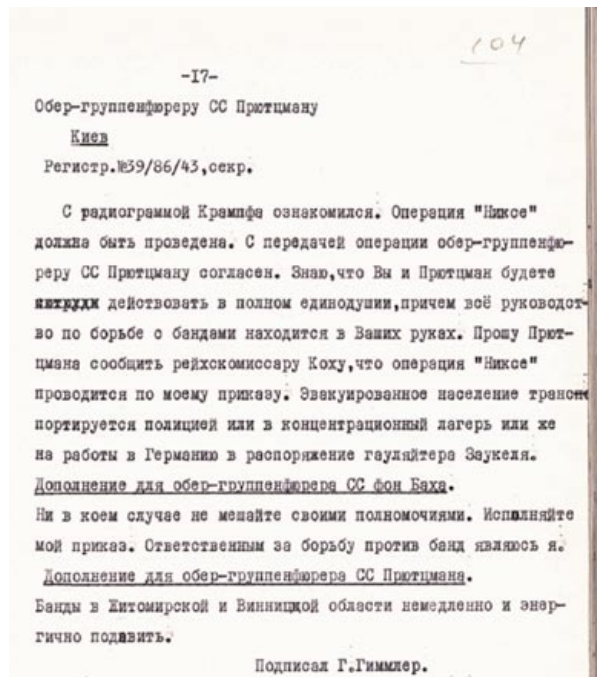 104
-I7-
Обер-группенфюреру СС Прютцману
Киев
Регистр.№39/86/43,секр.
С радиограммой Крампфа ознакомился. Операция "Никсе"
должна быть проведена. С передачей операции обер-группенфю-
реру СС Прютцману согласен. Знаю,что Вы и Прютцман будете
действовать в полном единодушии,причем всё руководст-
во по борьбе с бандами находится в Ваших руках. Прошу Прют-
цмана сообщить рейхскомиссару Коху,что операция "Никсе"
проводится по моему приказу. Эвакуированное население транс
портируется полицией или в концентрационный лагерь или же
на работы в Германию в распоряжение гауляйтера Заукеля.
Дополнение для обер-группенфюрера СС фон Баха.
Ни в коем случае не мешайте своими полномочиями. Исполняйте
мой приказ. Ответственным за борьбу против банд являюсь я.
Дополнение для обер-группенфюрера СС Прютцмана.
Банды в Житомирской и Винницкой области немедленно и энер-
гично подавить.
Подписал Г.Гиммлер.